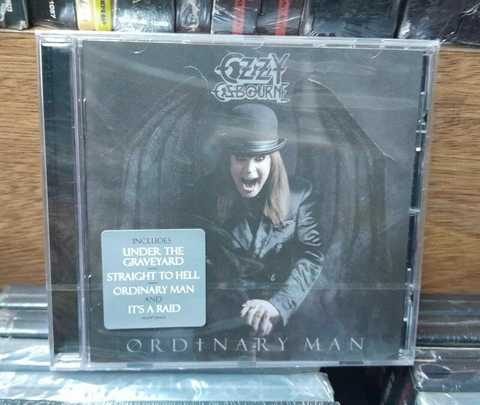 OZZY
OSBOURNE
INCLUDES
UNDER THE
GRAVEYARD
STRAIGHT TO HELL
ORDINARY MAN
AND
IT'S A RAID
ORDINARY MAN